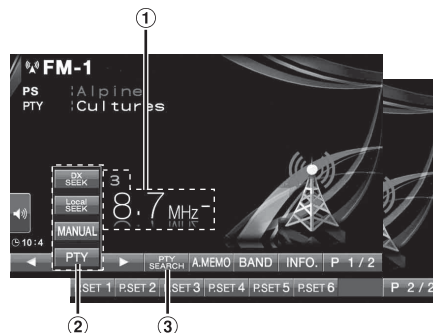 ①
FM-1
PS :Alpine
PTY :Cultures
DX SEEK
Local SEEK
MANUAL
PTY
3
8.7 MHz
10:4
PTY SEARCH
A.MEMO
BAND
INFO.
P 1/2
P.SET 1
P.SET 2
P.SET 3
P.SET 4
P.SET 5
P.SET 6
P 2/2
②
③